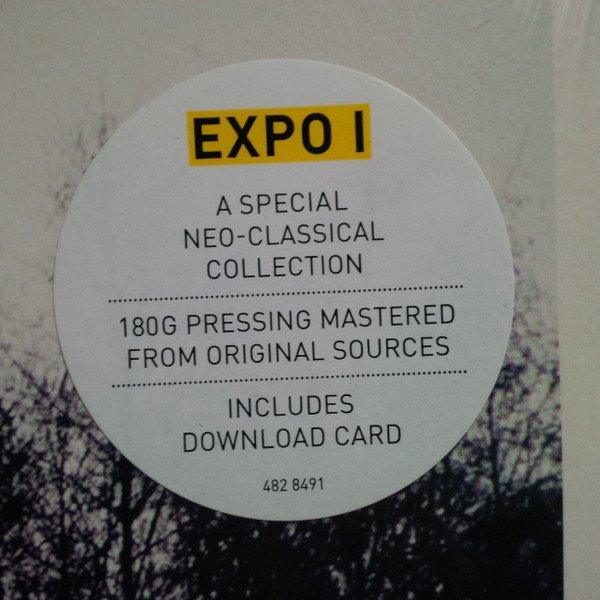 EXPO I
A SPECIAL
NEO-CLASSICAL
COLLECTION
180G PRESSING MASTERED
FROM ORIGINAL SOURCES
INCLUDES
DOWNLOAD CARD
482 8491